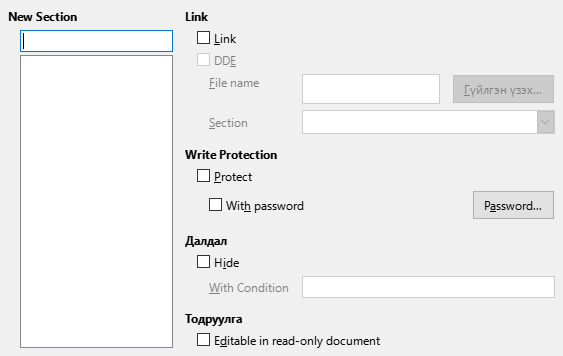 New Section
Link
Link
DDE
File name
Гүйлгэн үзэх...
Section
Write Protection
Protect
With password
Password...
Далдал
Hide
With Condition
Тодруулга
Editable in read-only document